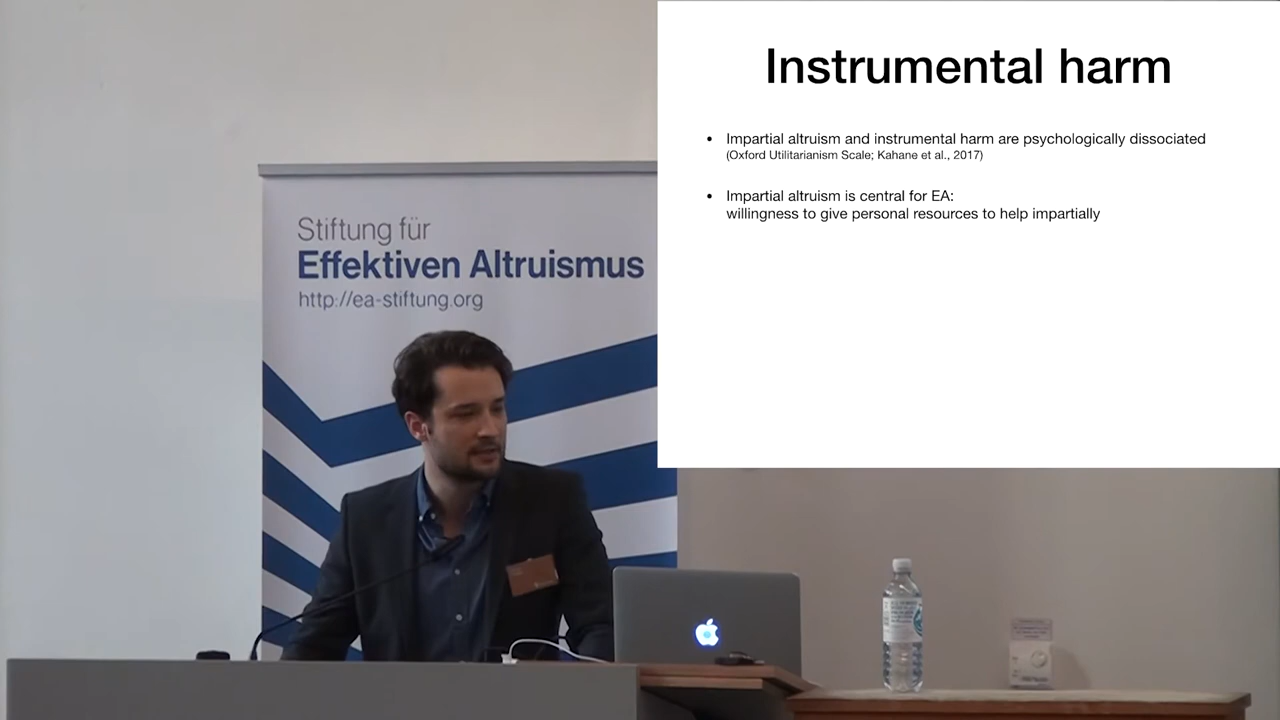 Instrumental harm
• Impartial altruism and instrumental harm are psychologically dissociated
(Oxford Utilitarianism Scale; Kahane et al., 2017)
• Impartial altruism is central for EA:
willingness to give personal resources to help impartially
Stiftung für
Effektiven Altruismus
http://ea-stiftung.org